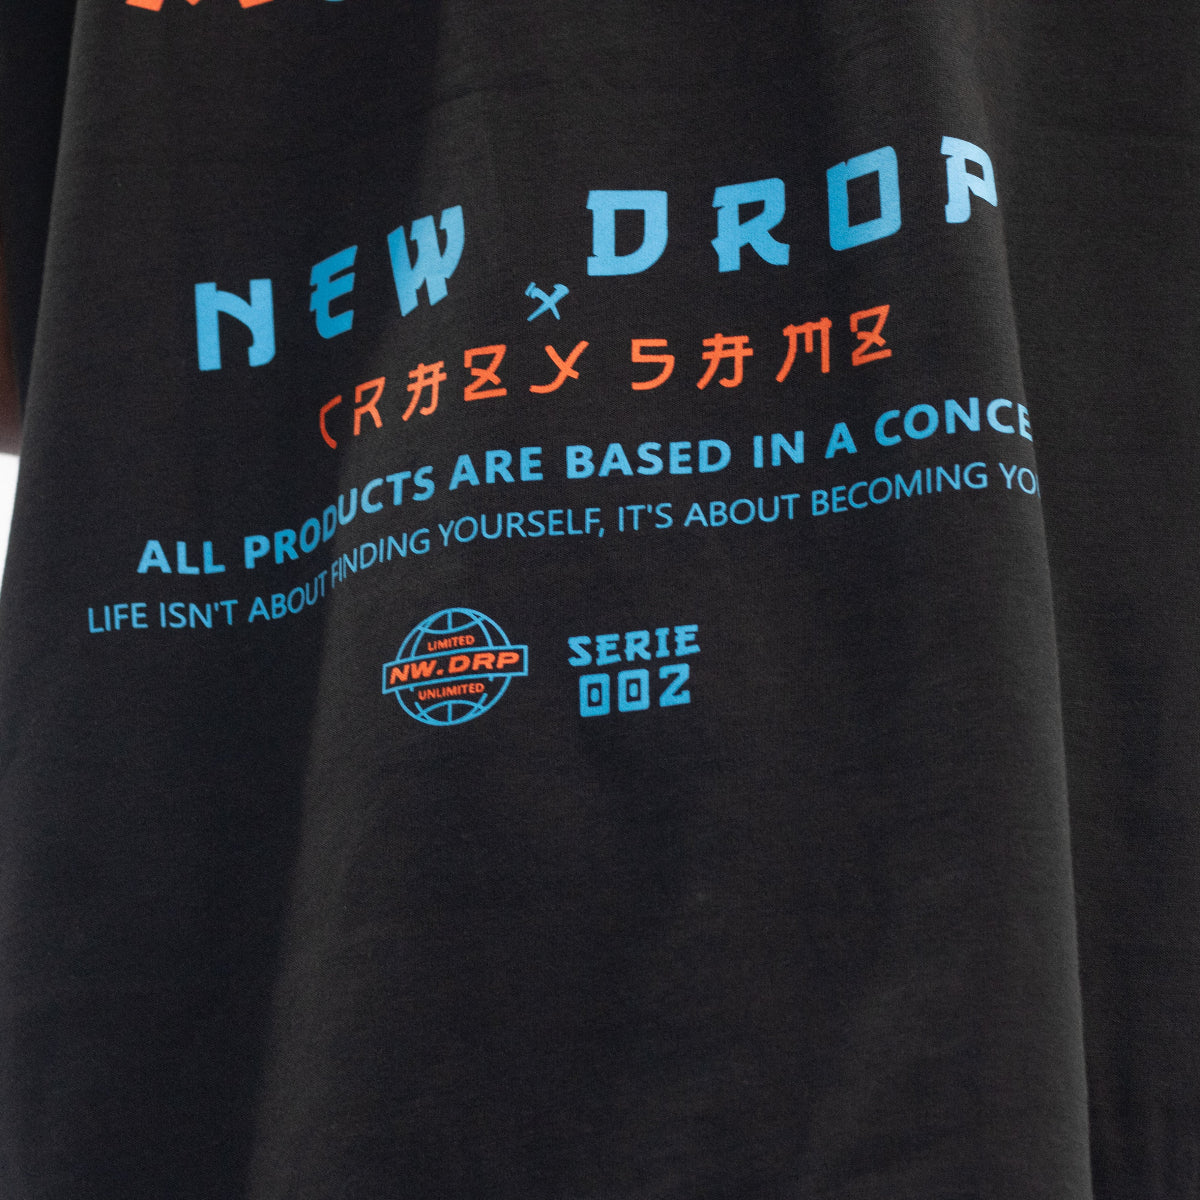 NEW DROP
CRAZY SAMZ
ALL PRODUCTS ARE BASED IN A CONCE
LIFE ISN'T ABOUT FINDING YOURSELF, IT'S ABOUT BECOMING YO
LIMITED
NW.DRP
UNLIMITED
SERIE
002